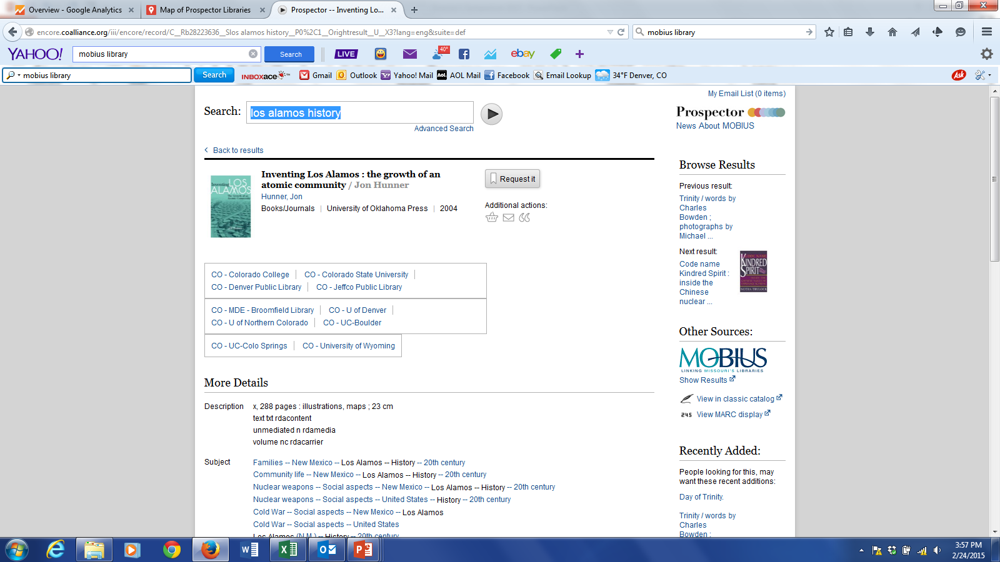 Overview - Google Analytics
Map of Prospector Libraries
Prospector -- Inventing Lo...
encore.coalliance.org/iii/encore/record/C__Rb28223636__Slos alamos history__P0%2C1__Orightresult__U__X3?lang=eng&suite=def
mobius library
YAHOO!
mobius library
Search
LIVE
40°
ebay
mobius library
Search
INBOXACE
Gmail
Outlook
Yahoo! Mail
Aol.
AOL Mail
Facebook
Email Lookup
34°F Denver, CO
Ask
My Email List (0 items)
Search:
los alamos history
Advanced Search
Prospector
News About MOBIUS
Back to results
Inventing Los Alamos : the growth of an
atomic community / Jon Hunner
Hunner, Jon
Books/Journals | University of Oklahoma Press | 2004
Inventing LOS
ALAMOS
Request it
Additional actions:
CO - Colorado College | CO - Colorado State University |
CO - Denver Public Library | CO - Jeffco Public Library
CO - MDE - Broomfield Library | CO - U of Denver |
CO - U of Northern Colorado | CO - UC-Boulder
CO - UC-Colo Springs | CO - University of Wyoming
More Details
Description x, 288 pages : illustrations, maps ; 23 cm
text txt rdacontent
unmediated n rdamedia
volume nc rdacarrier
Subject Families -- New Mexico -- Los Alamos -- History -- 20th century
Community life -- New Mexico -- Los Alamos -- History -- 20th century
Nuclear weapons -- Social aspects -- New Mexico -- Los Alamos -- History -- 20th century
Nuclear weapons -- Social aspects -- United States -- History -- 20th century
Cold War -- Social aspects -- New Mexico -- Los Alamos
Cold War -- Social aspects -- United States
Los Alamos (N.M.) -- History -- 20th century
Browse Results
Previous result:
Trinity / words by
Charles
Bowden ;
photographs by
Michael ...
Next result:
Code name
Kindred Spirit :
inside the
Chinese
nuclear ...
CODE NAME
KINDRED
SPIRIT
NOTRA TRULOCK
Other Sources:
MOBIUS
LINKING MISSOURI'S LIBRARIES
Show Results
View in classic catalog
245 View MARC display
Recently Added:
People looking for this, may
want these recent additions:
Day of Trinity.
Trinity / words by
Charles
Bowden ;
3:57 PM
2/24/2015